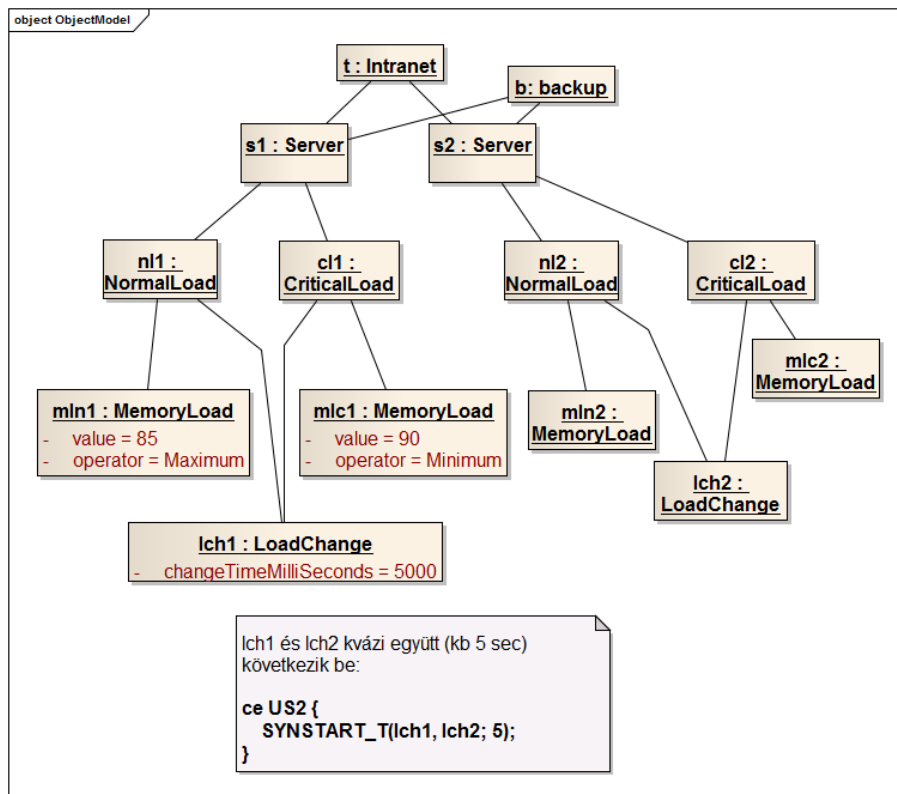 object ObjectModel
t : Intranet
b: backup
s1 : Server
s2 : Server
nl1 :
NormalLoad
cl1 :
CriticalLoad
nl2 :
NormalLoad
cl2 :
CriticalLoad
mlc2 :
MemoryLoad
mln1 : MemoryLoad
- value = 85
- operator = Maximum
mlc1 : MemoryLoad
- value = 90
- operator = Minimum
mln2 :
MemoryLoad
lch2 :
LoadChange
lch1 : LoadChange
- changeTimeMilliSeconds = 5000
lch1 és lch2 kvázi együtt (kb 5 sec)
következik be:
ce US2 {
SYNSTART_T(lch1, lch2; 5);
}